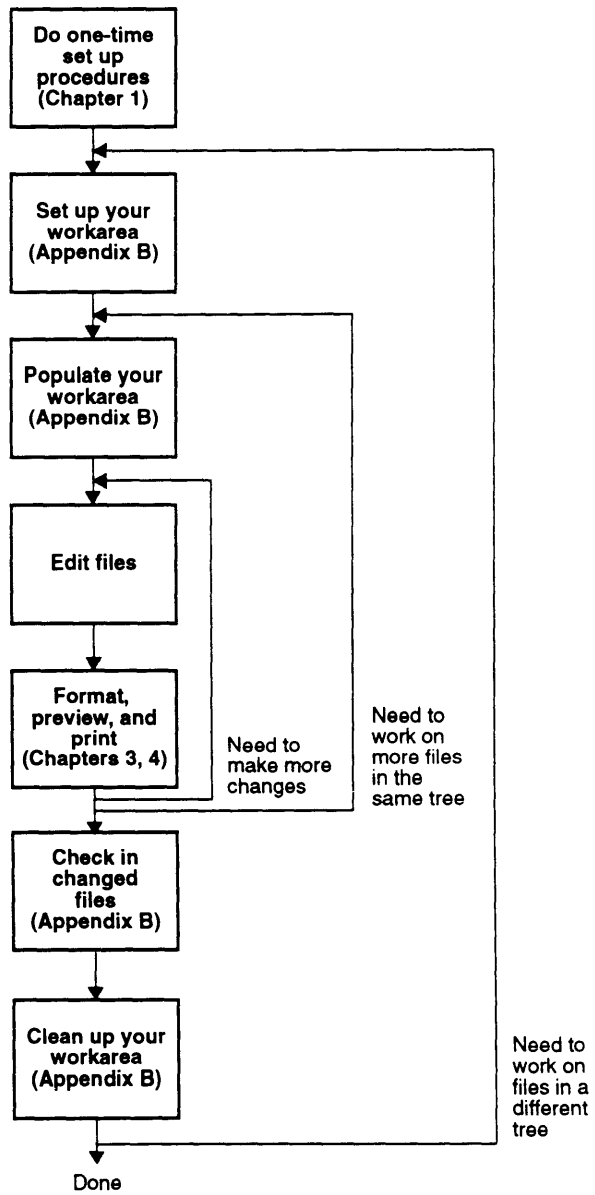 Do one-time
set up
procedures
(Chapter 1)
Set up your
workarea
(Appendix B)
Populate your
workarea
(Appendix B)
Edit files
Format,
preview, and
print
(Chapters 3, 4)
Need to
make more
changes
Need to
work on
more files
in the
same tree
Check in
changed
files
(Appendix B)
Clean up your
workarea
(Appendix B)
Need to
work on
files in a
different
tree
Done